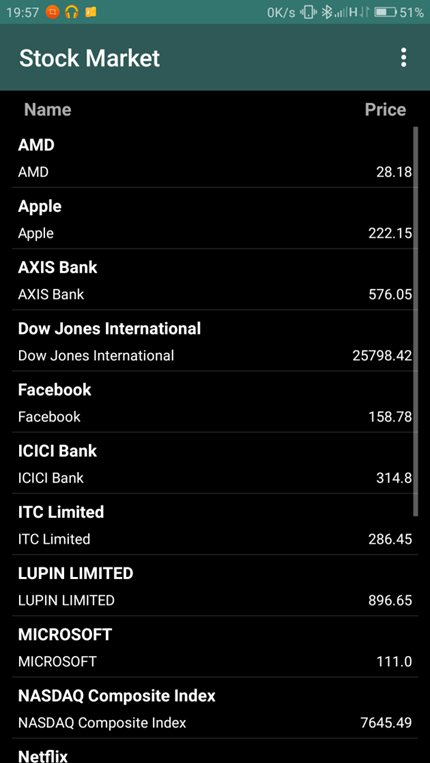 19:57 0K/s H 51%
Stock Market
Name Price
AMD
AMD 28.18
Apple
Apple 222.15
AXIS Bank
AXIS Bank 576.05
Dow Jones International
Dow Jones International 25798.42
Facebook
Facebook 158.78
ICICI Bank
ICICI Bank 314.8
ITC Limited
ITC Limited 286.45
LUPIN LIMITED
LUPIN LIMITED 896.65
MICROSOFT
MICROSOFT 111.0
NASDAQ Composite Index
NASDAQ Composite Index 7645.49
Netflix